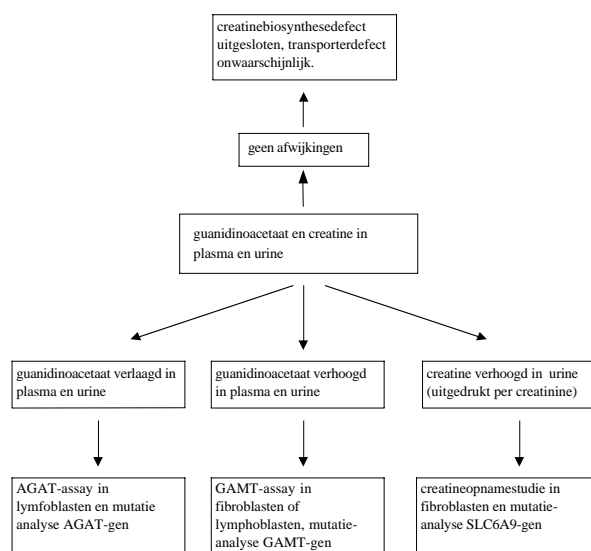 creatinebiosynthesedefect
uitgesloten, transporterdefect
onwaarschijnlijk.
geen afwijkingen
guanidinoacetaat en creatine in
plasma en urine
guanidinoacetaat verlaagd in
plasma en urine
guanidinoacetaat verhoogd
in plasma en urine
creatine verhoogd in urine
(uitgedrukt per creatinine)
AGAT-assay in
lymfoblasten en mutatie
analyse AGAT-gen
GAMT-assay in
fibroblasten of
lymphoblasten, mutatie-
analyse GAMT-gen
creatineopnamestudie in
fibroblasten en mutatie-
analyse SLC6A9-gen